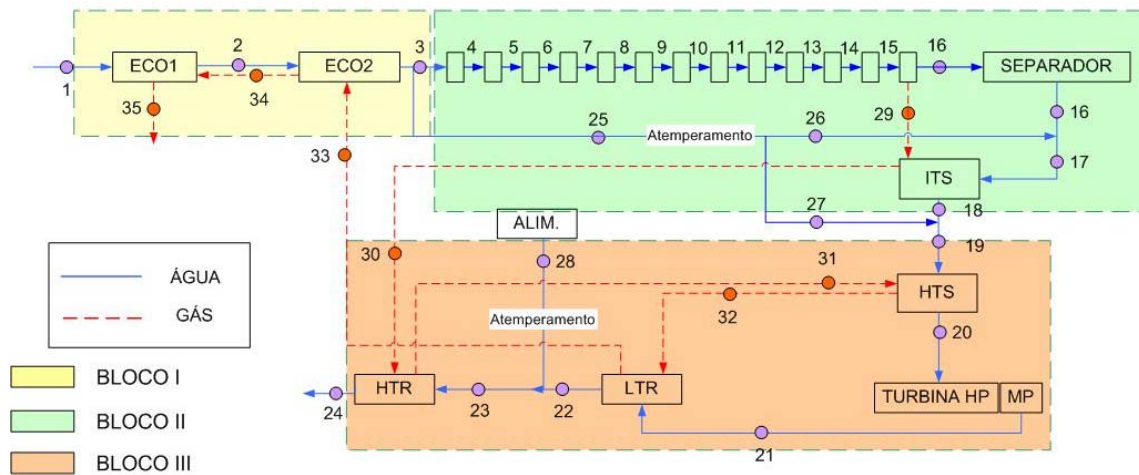 2
3
4 5 6 7 8 9 10 11 12 13 14 15 16
ECO1
ECO2
SEPARADOR
1
35
34
29
16
25
Atemperamento
26
33
17
ITS
27
18
ALIM.
19
30
28
31
ÁGUA
HTS
32
GÁS
Atemperamento
20
BLOCO I
HTR
LTR
TURBINA HP
MP
24
23
22
BLOCO II
21
BLOCO III